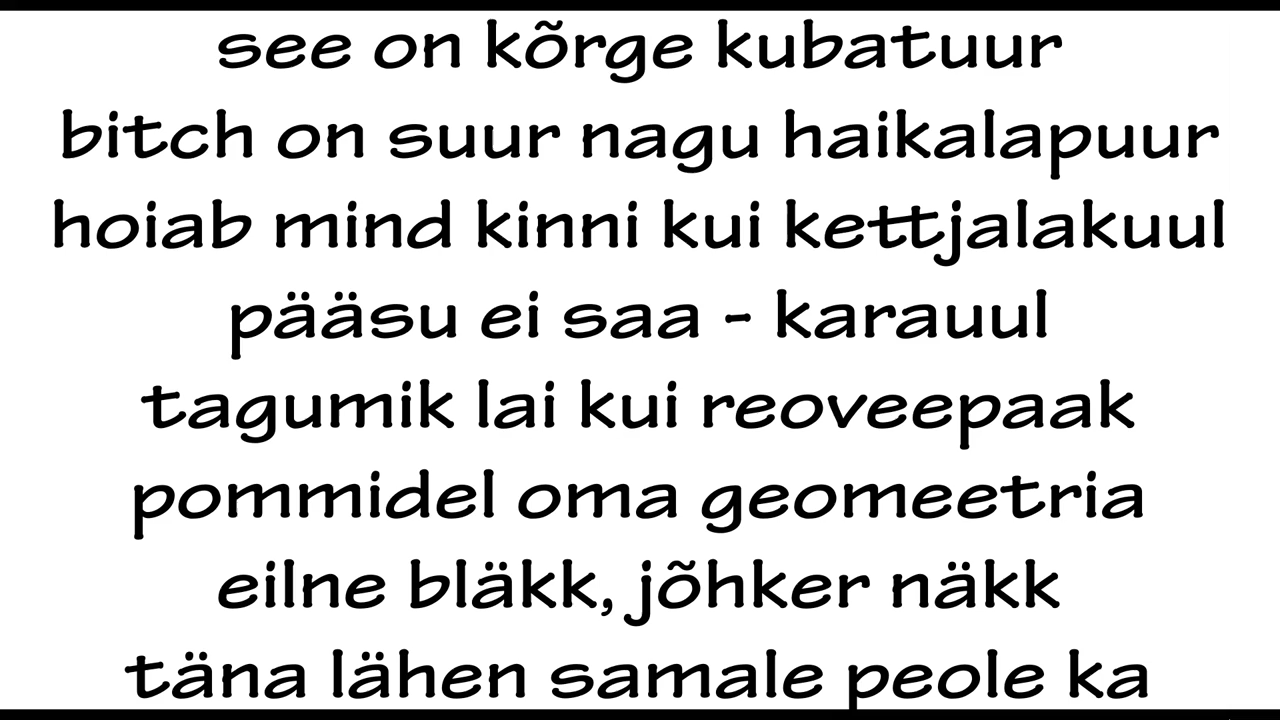 see on kõrge kubatuur
bitch on suur nagu haikalapuur
hoiab mind kinni kui kettjalakuul
pääsu ei saa - karauul
tagumik lai kui reoveepaak
pommidel oma geomeetria
eilne bläkk, jõhker näkk
täna lähen samale peole ka